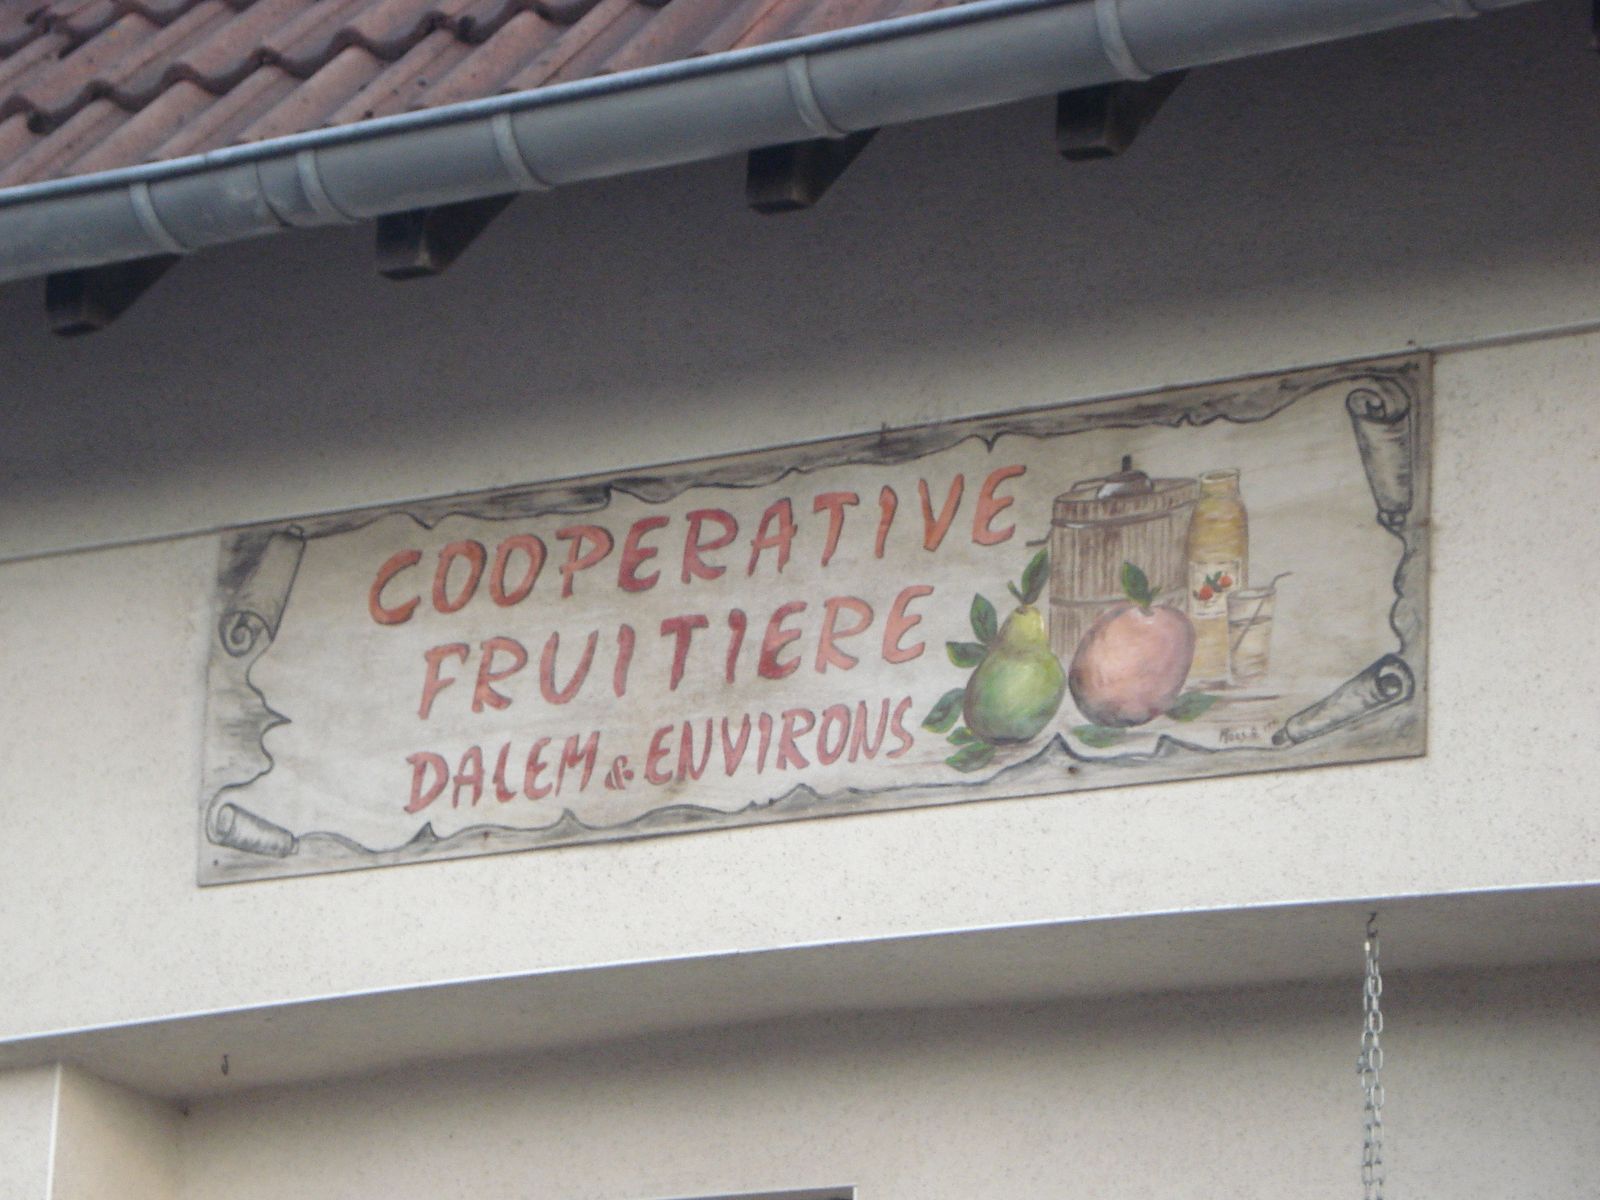 COOPERATIVE
FRUITIERE
DALEM & ENVIRONS